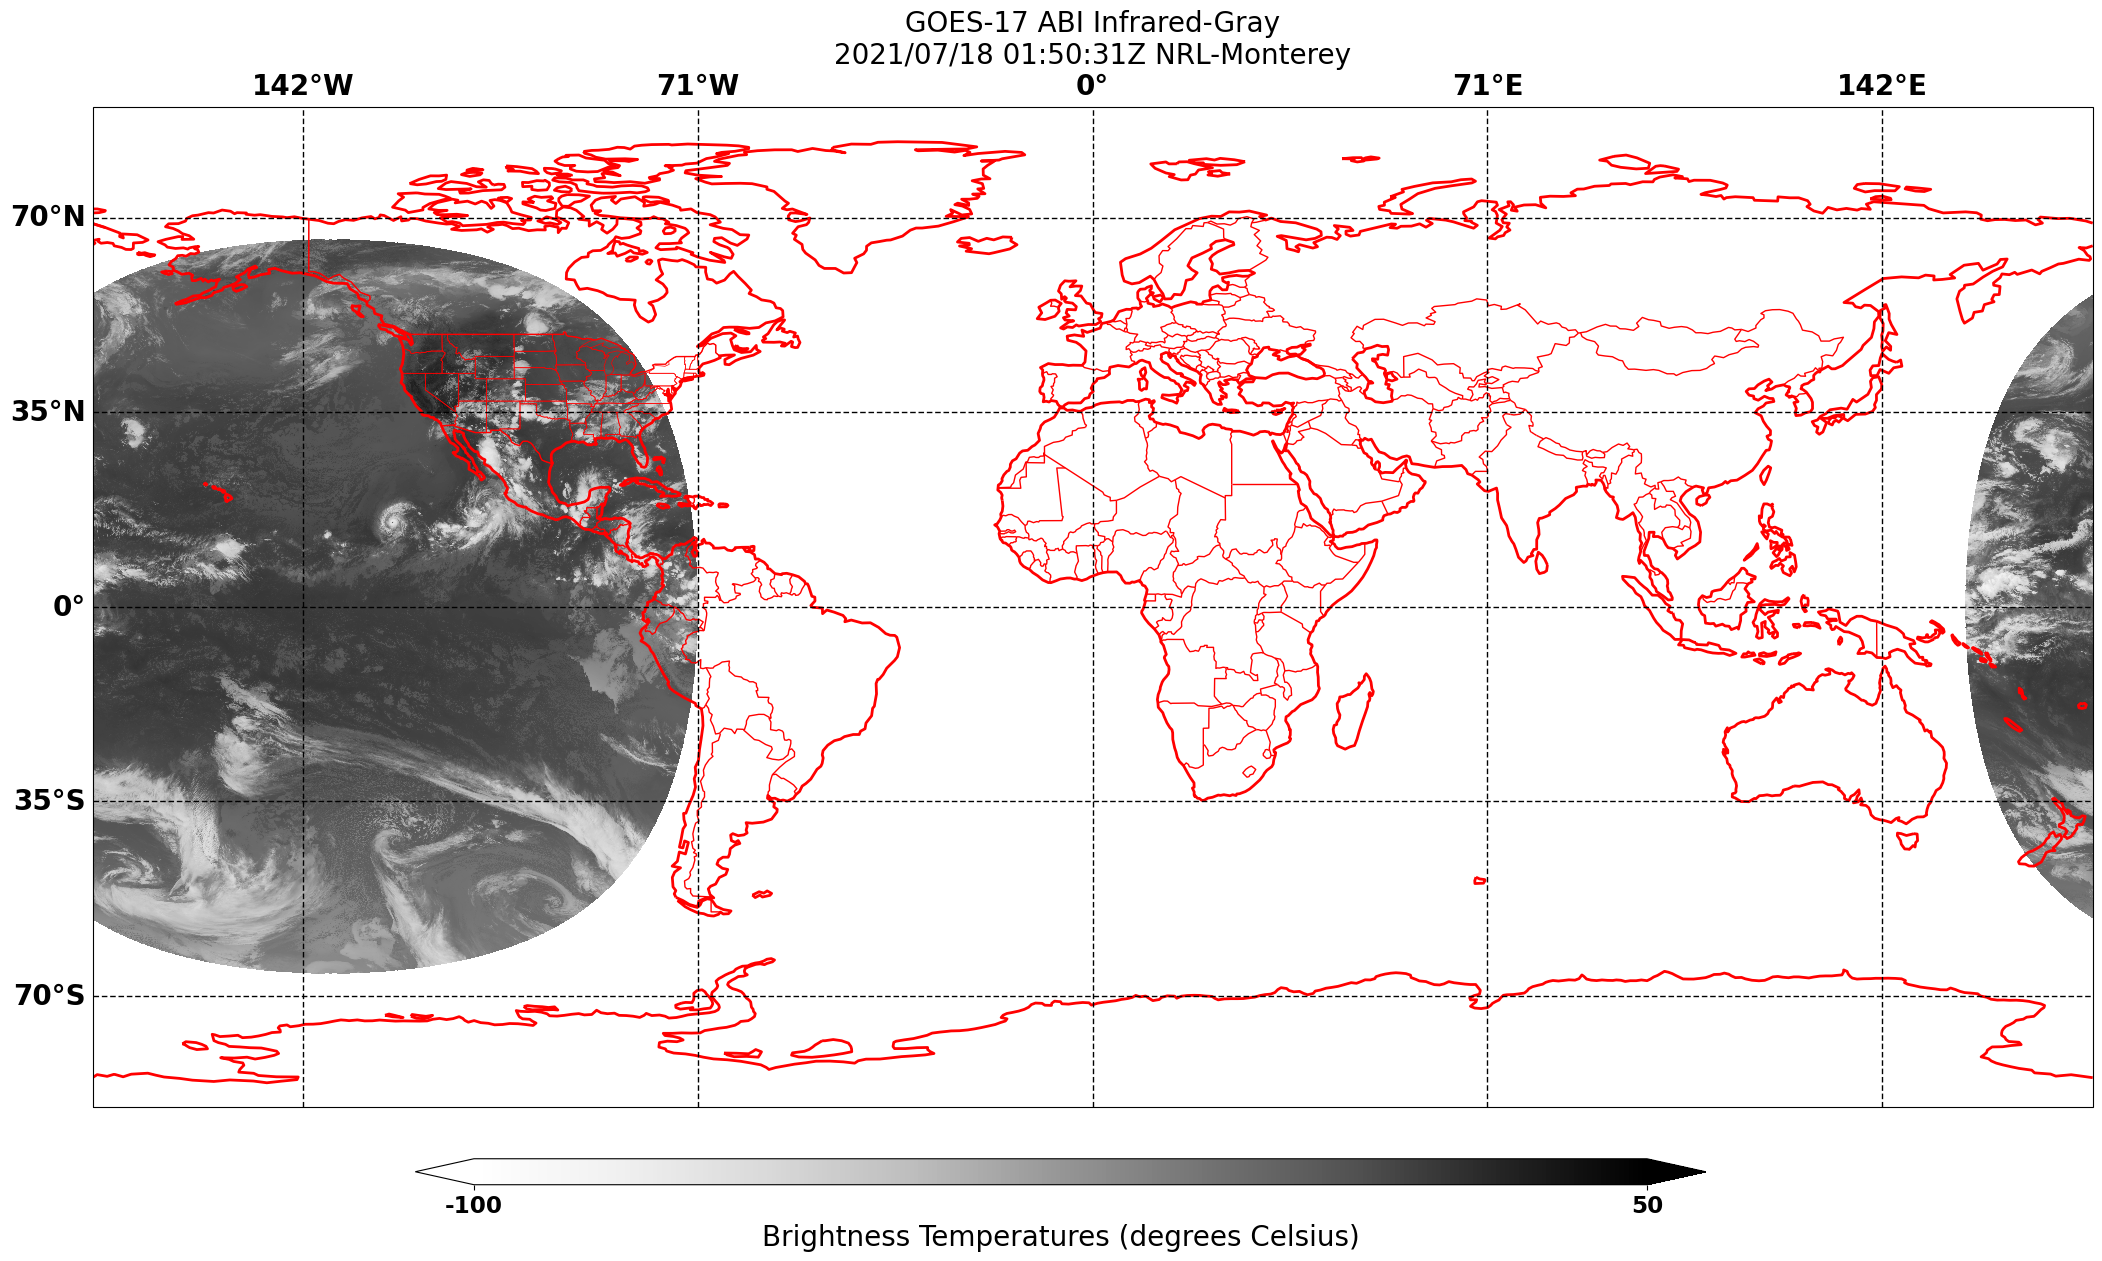 GOES-17 ABI Infrared-Gray
2021/07/18 01:50:31Z NRL-Monterey
142°W 71°W 0° 71°E 142°E
70°N
35°N
0°
35°S
70°S
-100 50
Brightness Temperatures (degrees Celsius)